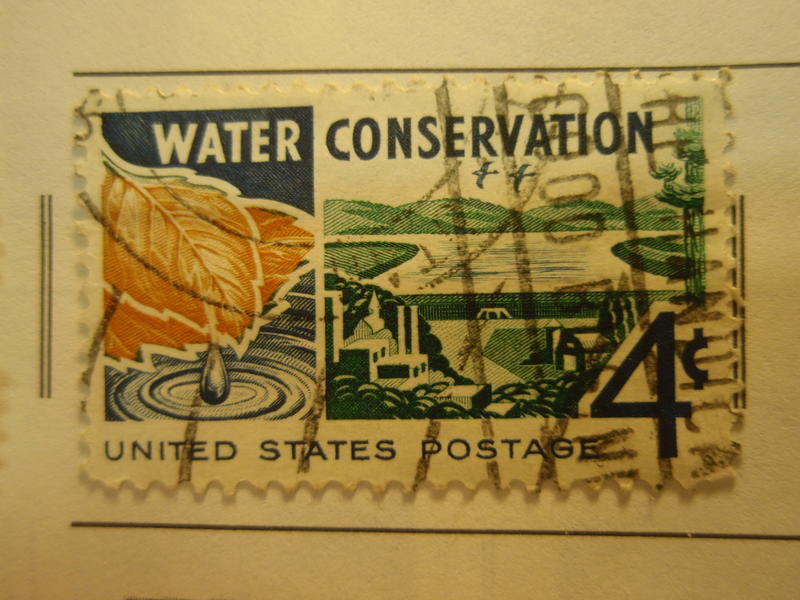 WATER CONSERVATION
4¢
UNITED STATES POSTAGE